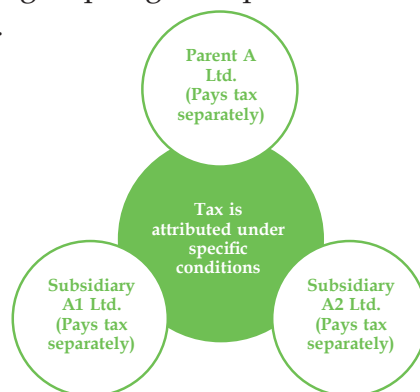 .
Parent A
Ltd.
(Pays tax
separately)
Tax is
attributed under
specific
conditions
Subsidiary
A1 Ltd.
(Pays tax
separately)
Subsidiary
A2 Ltd.
(Pays tax
separately)